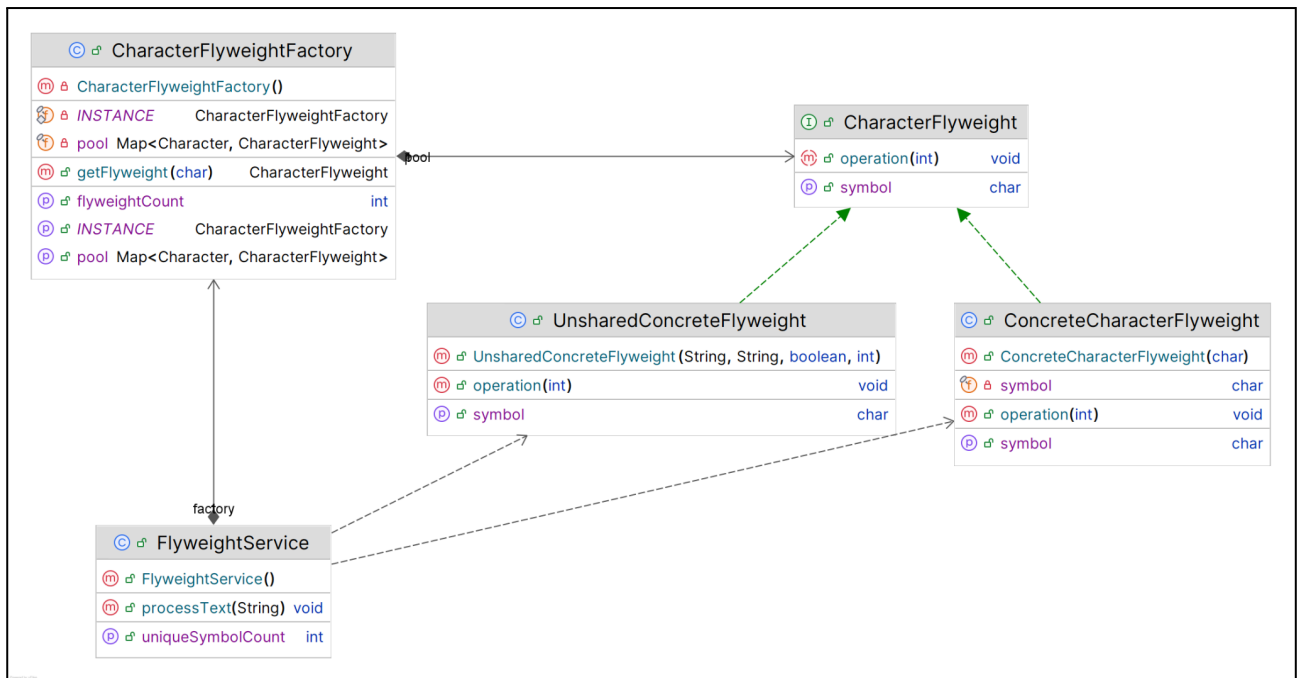 CharacterFlyweightFactory
CharacterFlyweightFactory()
INSTANCE CharacterFlyweightFactory
pool Map<Character, CharacterFlyweight>
getFlyweight(char) CharacterFlyweight
flyweightCount int
INSTANCE CharacterFlyweightFactory
pool Map<Character, CharacterFlyweight>
pool
CharacterFlyweight
operation(int) void
symbol char
UnsharedConcreteFlyweight
UnsharedConcreteFlyweight(String, String, boolean, int)
operation(int) void
symbol char
ConcreteCharacterFlyweight
ConcreteCharacterFlyweight(char)
symbol char
operation(int) void
symbol char
factory
FlyweightService
FlyweightService()
processText(String) void
uniqueSymbolCount int